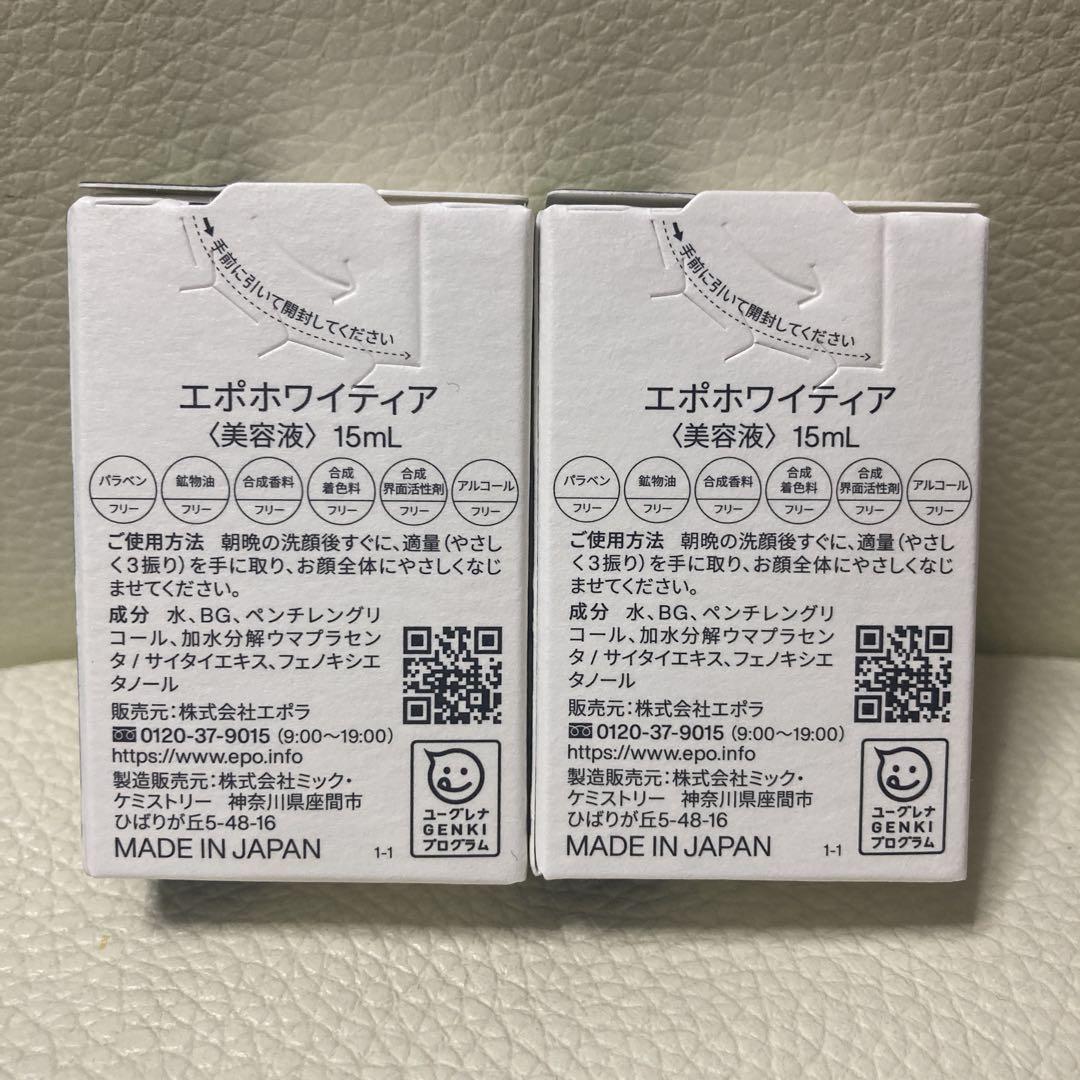 手前に引いて開封してください
エポホワイティア
〈美容液〉 15mL
パラベン
フリー
鉱物油
フリー
合成香料
フリー
合成
着色料
フリー
合成
界面活性剤
フリー
アルコール
フリー
ご使用方法 朝晩の洗顔後すぐに、適量(やさし
く3振り)を手に取り、お顔全体にやさしくなじ
ませてください。
成分 水、BG、ペンチレングリ
コール、加水分解ウマプラセン
タ/サイタイエキス、フェノキシエ
タノール
販売元:株式会社エポラ
0120-37-9015 (9:00〜19:00)
https://www.epo.info
製造販売元:株式会社ミック・
ケミストリー 神奈川県座間市
ひばりが丘5-48-16
MADE IN JAPAN 1-1
ユーグレナ
GENKI
プログラム
手前に引いて開封してください
エポホワイティア
〈美容液〉 15mL
パラベン
フリー
鉱物油
フリー
合成香料
フリー
合成
着色料
フリー
合成
界面活性剤
フリー
アルコール
フリー
ご使用方法 朝晩の洗顔後すぐに、適量(やさし
く3振り)を手に取り、お顔全体にやさしくなじ
ませてください。
成分 水、BG、ペンチレングリ
コール、加水分解ウマプラセン
タ/サイタイエキス、フェノキシエ
タノール
販売元:株式会社エポラ
0120-37-9015 (9:00〜19:00)
https://www.epo.info
製造販売元:株式会社ミック・
ケミストリー 神奈川県座間市
ひばりが丘5-48-16
MADE IN JAPAN 1-1
ユーグレナ
GENKI
プログラム